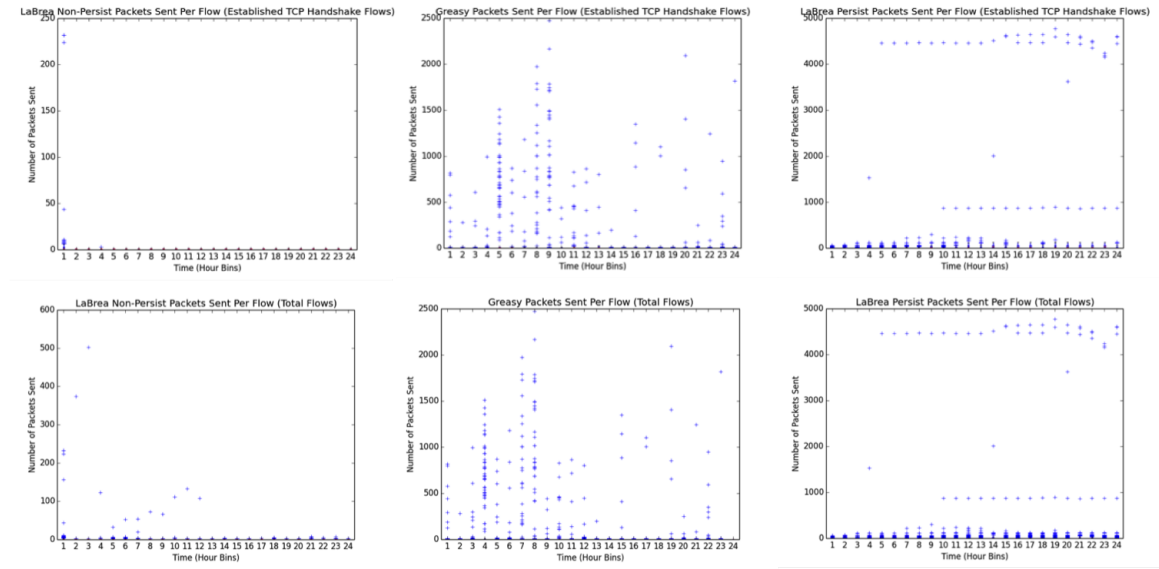 LaBrea Non-Persist Packets Sent Per Flow (Established TCP Handshake Flows)
250
200
150
100
50
0
Number of Packets Sent
1 2 3 4 5 6 7 8 9 10 11 12 13 14 15 16 17 18 19 20 21 22 23 24
Time (Hour Bins)
Greasy Packets Sent Per Flow (Established TCP Handshake Flows)
2500
2000
1500
1000
500
0
Number of Packets Sent
1 2 3 4 5 6 7 8 9 10 11 12 13 14 15 16 17 18 19 20 21 22 23 24
Time (Hour Bins)
LaBrea Persist Packets Sent Per Flow (Established TCP Handshake Flows)
5000
4000
3000
2000
1000
0
Number of Packets Sent
1 2 3 4 5 6 7 8 9 10 11 12 13 14 15 16 17 18 19 20 21 22 23 24
Time (Hour Bins)
LaBrea Non-Persist Packets Sent Per Flow (Total Flows)
600
500
400
300
200
100
0
Number of Packets Sent
1 2 3 4 5 6 7 8 9 10 11 12 13 14 15 16 17 18 19 20 21 22 23 24
Time (Hour Bins)
Greasy Packets Sent Per Flow (Total Flows)
2500
2000
1500
1000
500
0
Number of Packets Sent
1 2 3 4 5 6 7 8 9 10 11 12 13 14 15 16 17 18 19 20 21 22 23 24
Time (Hour Bins)
LaBrea Persist Packets Sent Per Flow (Total Flows)
5000
4000
3000
2000
1000
0
Number of Packets Sent
1 2 3 4 5 6 7 8 9 10 11 12 13 14 15 16 17 18 19 20 21 22 23 24
Time (Hour Bins)